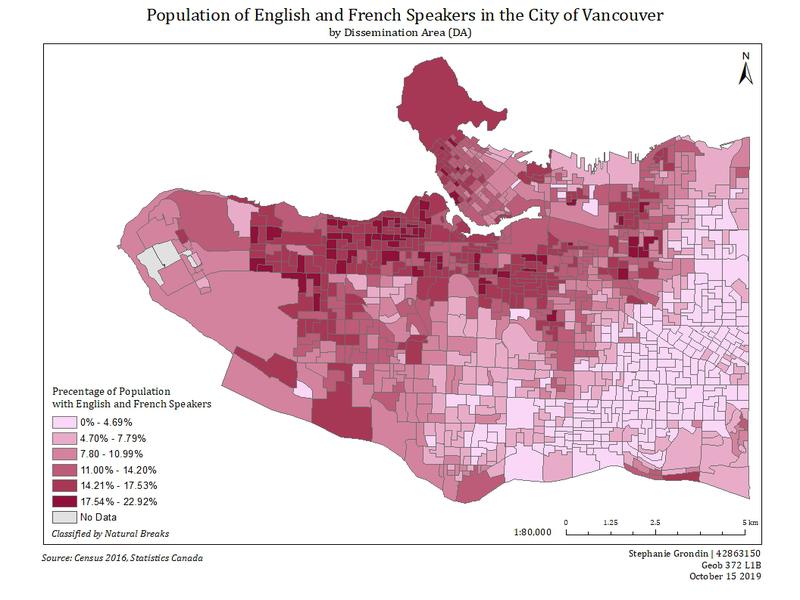 Population of English and French Speakers in the City of Vancouver
by Dissemination Area (DA)
N
Precentage of Population
with English and French Speakers
0% - 4.69%
4.70% - 7.79%
7.80 - 10.99%
11.00% - 14.20%
14.21% - 17.53%
17.54% - 22.92%
No Data
Classified by Natural Breaks
1:80,000
0 1.25 2.5 5 km
Source: Census 2016, Statistics Canada
Stephanie Grondin | 42863150
Geob 372 L1B
October 15 2019